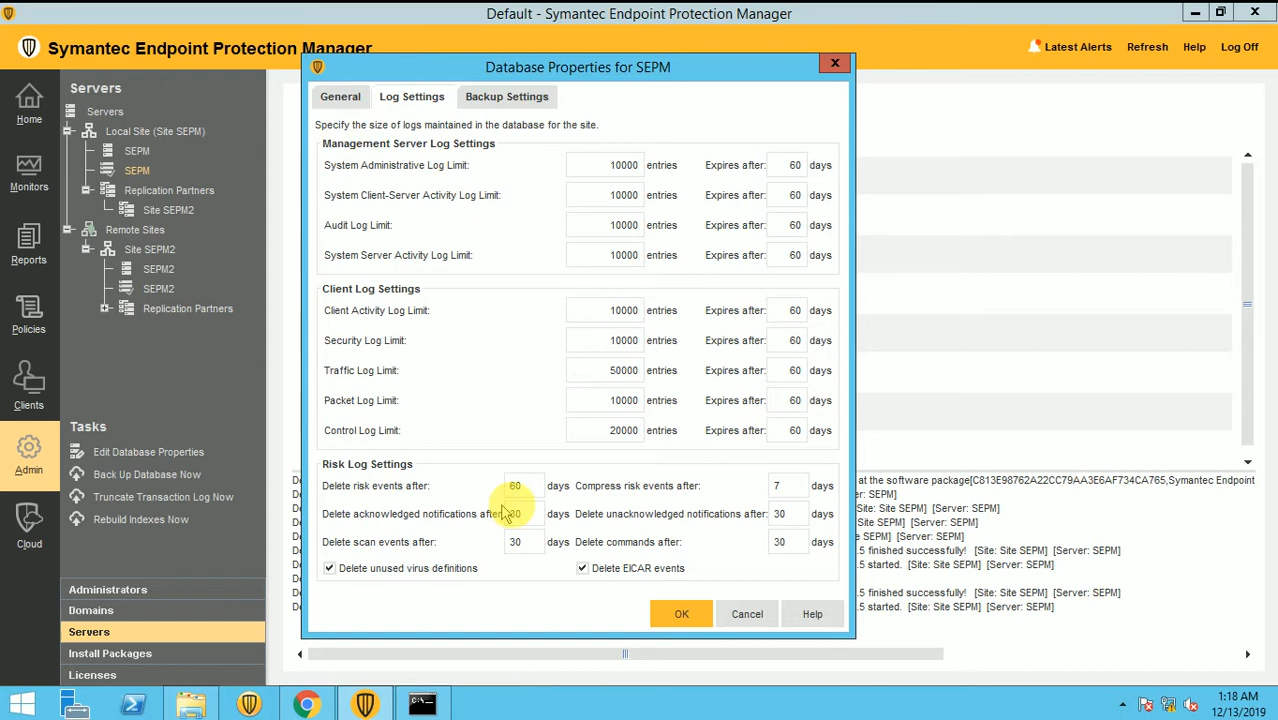 Default - Symantec Endpoint Protection Manager
Symantec Endpoint Protection Manager
Latest Alerts Refresh Help Log Off
Home
Monitors
Reports
Policies
Clients
Admin
Cloud
Servers
Servers
Local Site (Site SEPM)
SEPM
SEPM
Replication Partners
Site SEPM2
Remote Sites
Site SEPM2
SEPM2
SEPM2
Replication Partners
Tasks
Edit Database Properties
Back Up Database Now
Truncate Transaction Log Now
Rebuild Indexes Now
Administrators
Domains
Servers
Install Packages
Licenses
Database Properties for SEPM
General Log Settings Backup Settings
Specify the size of logs maintained in the database for the site.
Management Server Log Settings
System Administrative Log Limit: 10000 entries Expires after: 60 days
System Client-Server Activity Log Limit: 10000 entries Expires after: 60 days
Audit Log Limit: 10000 entries Expires after: 60 days
System Server Activity Log Limit: 10000 entries Expires after: 60 days
Client Log Settings
Client Activity Log Limit: 10000 entries Expires after: 60 days
Security Log Limit: 10000 entries Expires after: 60 days
Traffic Log Limit: 50000 entries Expires after: 60 days
Packet Log Limit: 10000 entries Expires after: 60 days
Control Log Limit: 20000 entries Expires after: 60 days
Risk Log Settings
Delete risk events after: 60 days Compress risk events after: 7 days
Delete acknowledged notifications after: 30 days Delete unacknowledged notifications after: 30 days
Delete scan events after: 30 days Delete commands after: 30 days
Delete unused virus definitions Delete EICAR events
OK Cancel Help
at the software package[C813E98762A22CC79AA3E6AF734CA765,Symantec Endpoint
SEPM]
: SEPM]
.5 finished successfully! [Site: Site SEPM] [Server: SEPM]
.5 started. [Site: Site SEPM] [Server: SEPM]
.5 finished successfully! [Site: Site SEPM] [Server: SEPM]
.5 started. [Site: Site SEPM] [Server: SEPM]
1:18 AM
12/13/2019